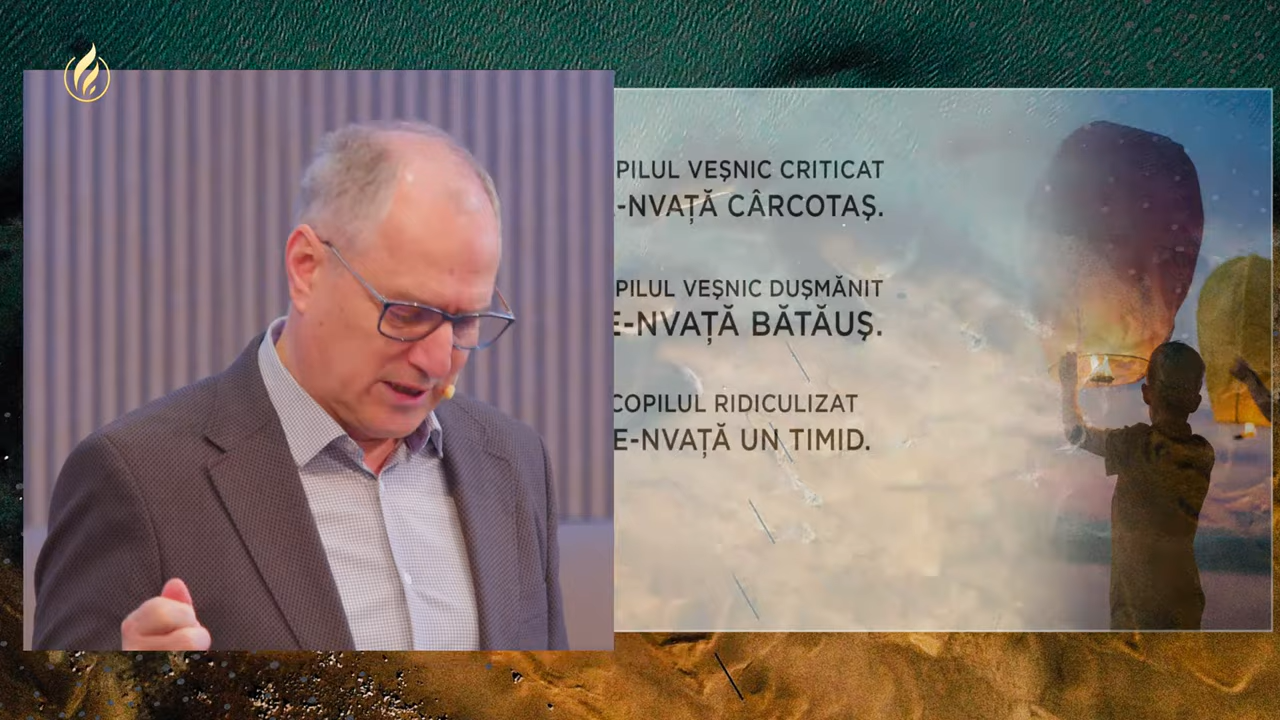 PILUL VEȘNIC CRITICAT
-NVAȚĂ CÂRCOTAȘ.
PILUL VEȘNIC DUȘMĂNIT
E-NVAȚĂ BĂTĂUȘ.
COPILUL RIDICULIZAT
E-NVAȚĂ UN TIMID.